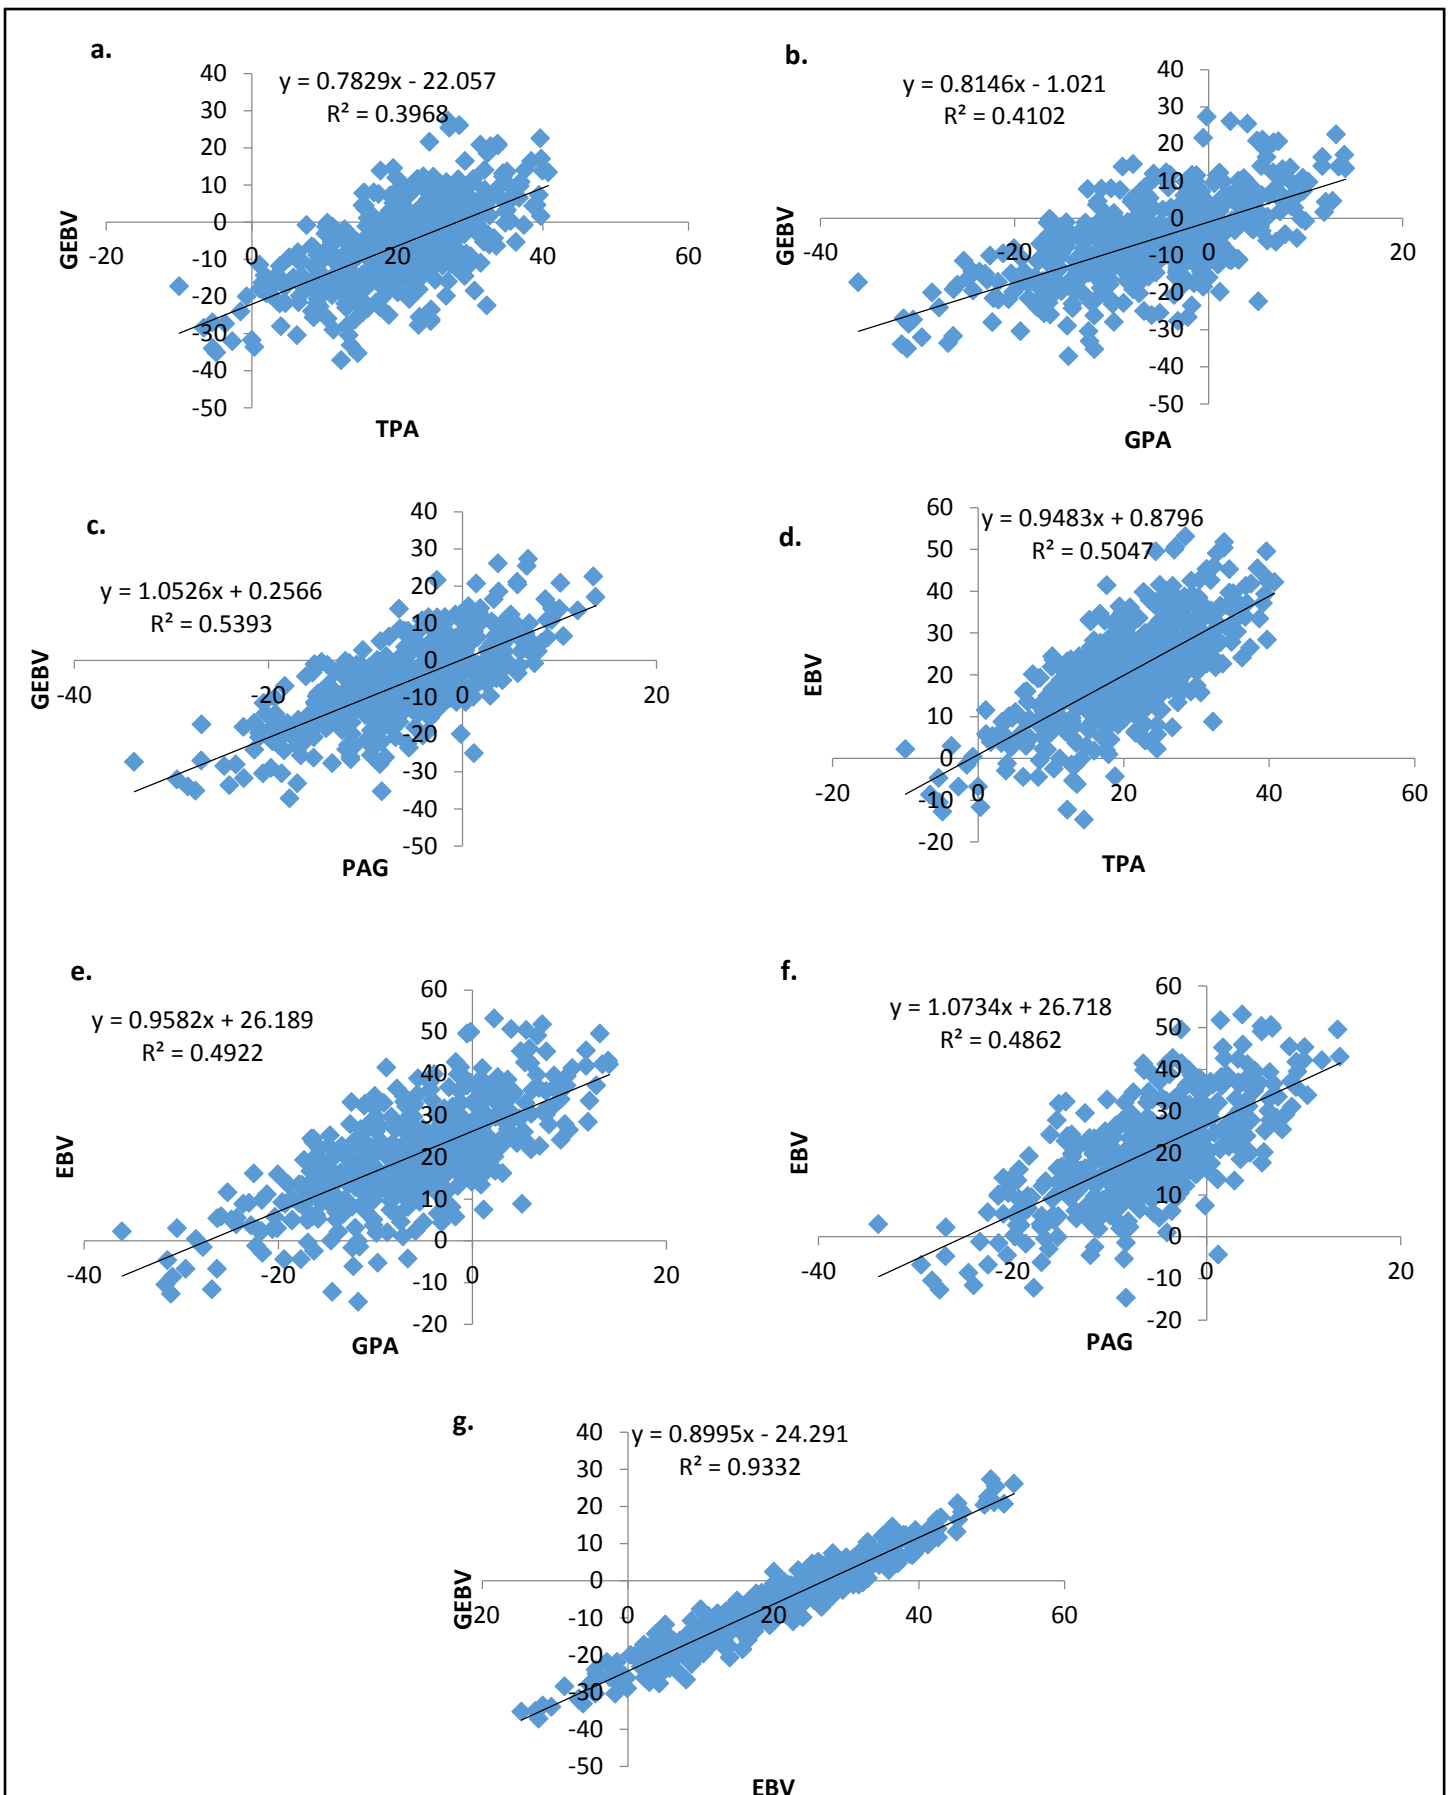 a.
y = 0.7829x - 22.057
R² = 0.3968
40
30
20
10
0
-10
-20
-30
-40
-50
-20
0
20
40
60
GEBV
TPA
b.
y = 0.8146x - 1.021
R² = 0.4102
40
30
20
10
0
-10
-20
-30
-40
-50
-40
-20
0
20
GEBV
GPA
c.
y = 1.0526x + 0.2566
R² = 0.5393
40
30
20
10
0
-10
-20
-30
-40
-50
-40
-20
0
20
GEBV
PAG
d.
y = 0.9483x + 0.8796
R² = 0.5047
60
50
40
30
20
10
0
-10
-20
-20
0
20
40
60
EBV
TPA
e.
y = 0.9582x + 26.189
R² = 0.4922
60
50
40
30
20
10
0
-10
-20
-40
-20
0
20
EBV
GPA
f.
y = 1.0734x + 26.718
R² = 0.4862
60
50
40
30
20
10
0
-10
-20
-40
-20
0
20
EBV
PAG
g.
y = 0.8995x - 24.291
R² = 0.9332
40
30
20
10
0
-10
-20
-30
-40
-50
-20
0
20
40
60
GEBV
EBV